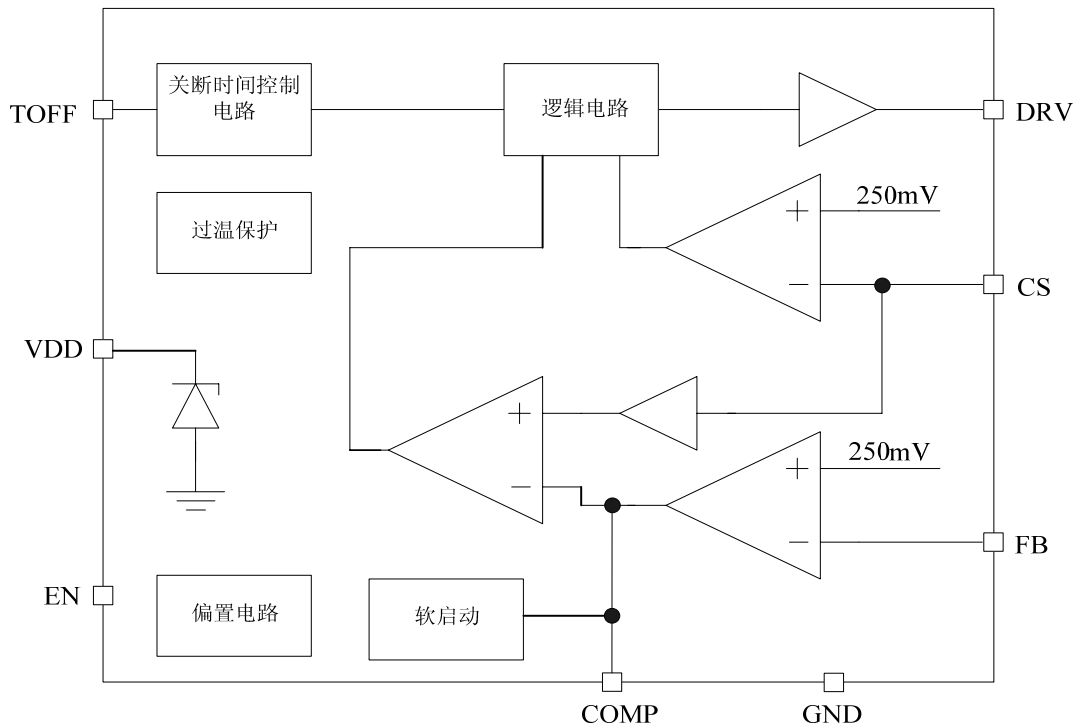 关断时间控制
电路
逻辑电路
TOFF
DRV
过温保护
250mV
+
−
CS
VDD
+
−
250mV
+
−
FB
EN
偏置电路
软启动
COMP
GND